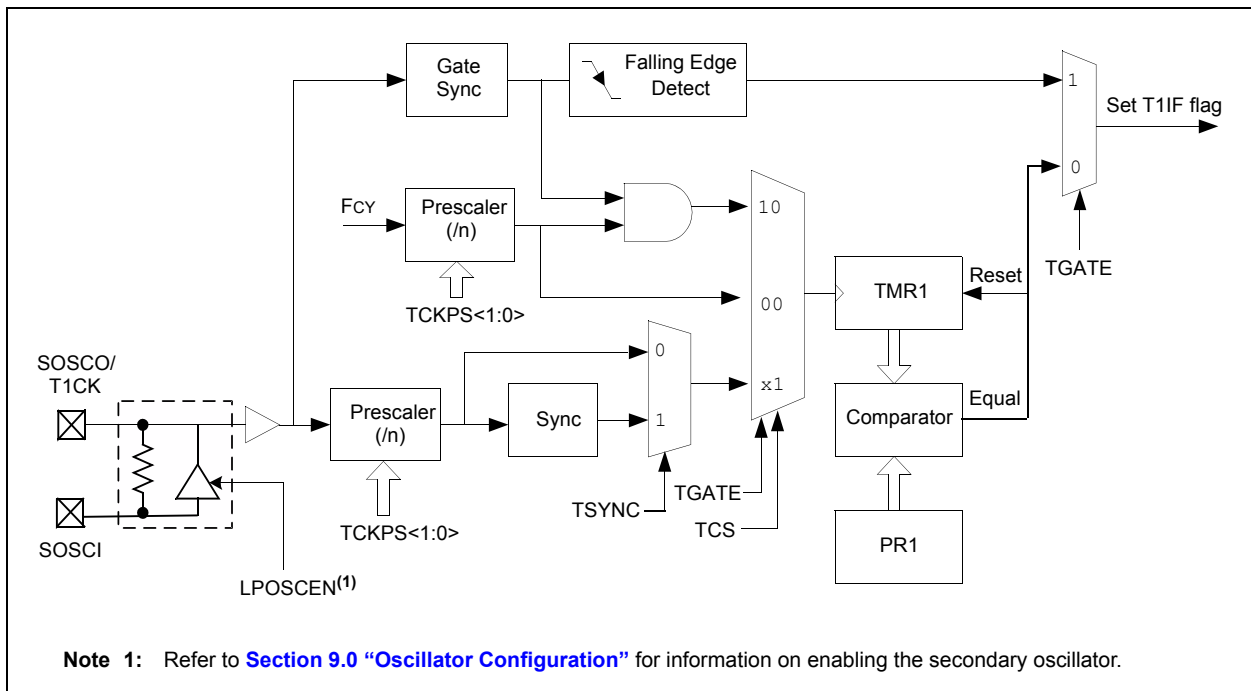 Gate
Sync
Falling Edge
Detect
1
Set T1IF flag
0
FCY
Prescaler
(/n)
10
TGATE
TCKPS<1:0>
00
TMR1
Reset
SOSCO/
T1CK
0
Prescaler
(/n)
Sync
1
x1
Comparator
Equal
TSYNC
TGATE
TCS
TCKPS<1:0>
SOSCI
PR1
LPOSCEN(1)
Note 1: Refer to Section 9.0 “Oscillator Configuration” for information on enabling the secondary oscillator.